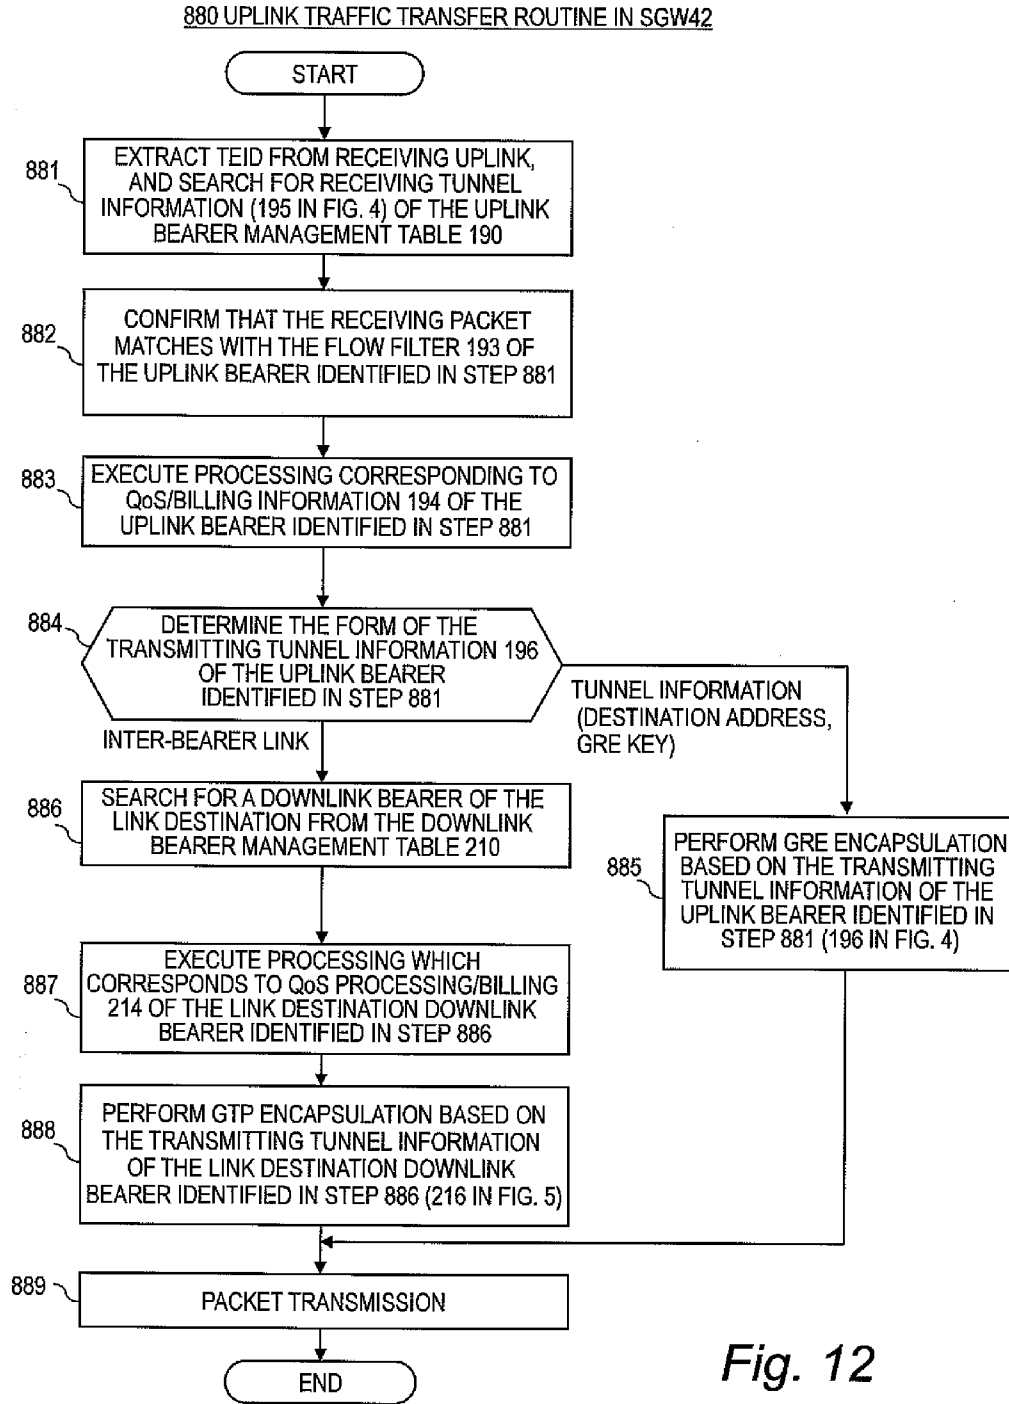 880 UPLINK TRAFFIC TRANSFER ROUTINE IN SGW42
START
881
EXTRACT TEID FROM RECEIVING UPLINK,
AND SEARCH FOR RECEIVING TUNNEL
INFORMATION (195 IN FIG. 4) OF THE UPLINK
BEARER MANAGEMENT TABLE 190
882
CONFIRM THAT THE RECEIVING PACKET
MATCHES WITH THE FLOW FILTER 193 OF
THE UPLINK BEARER IDENTIFIED IN STEP 881
883
EXECUTE PROCESSING CORRESPONDING TO
QoS/BILLING INFORMATION 194 OF THE
UPLINK BEARER IDENTIFIED IN STEP 881
884
DETERMINE THE FORM OF THE
TRANSMITTING TUNNEL INFORMATION 196
OF THE UPLINK BEARER
IDENTIFIED IN STEP 881
TUNNEL INFORMATION
(DESTINATION ADDRESS,
GRE KEY)
INTER-BEARER LINK
886
SEARCH FOR A DOWNLINK BEARER OF THE
LINK DESTINATION FROM THE DOWNLINK
BEARER MANAGEMENT TABLE 210
885
PERFORM GRE ENCAPSULATION
BASED ON THE TRANSMITTING
TUNNEL INFORMATION OF THE
UPLINK BEARER IDENTIFIED IN
STEP 881 (196 IN FIG. 4)
887
EXECUTE PROCESSING WHICH
CORRESPONDS TO QoS PROCESSING/BILLING
214 OF THE LINK DESTINATION DOWNLINK
BEARER IDENTIFIED IN STEP 886
888
PERFORM GTP ENCAPSULATION BASED ON
THE TRANSMITTING TUNNEL INFORMATION
OF THE LINK DESTINATION DOWNLINK
BEARER IDENTIFIED IN STEP 886 (216 IN FIG. 5)
889
PACKET TRANSMISSION
END
Fig. 12